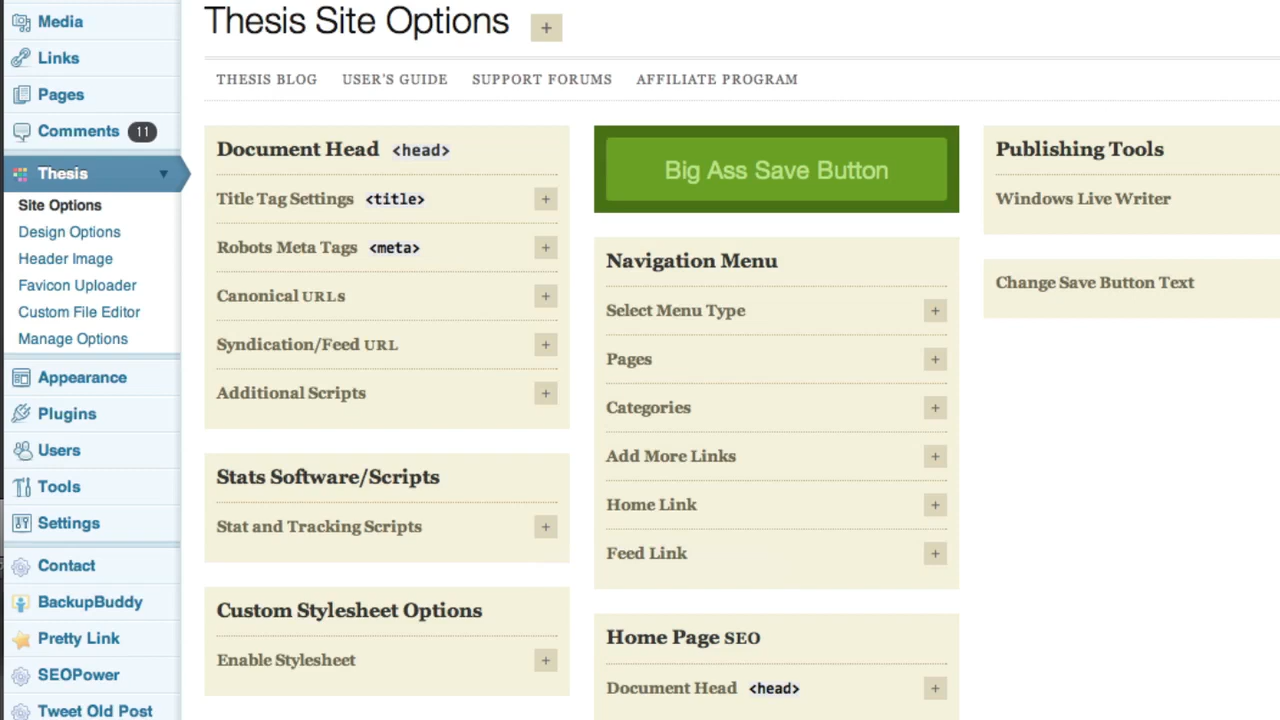 Media
Links
Pages
Comments 11
Thesis
Site Options
Design Options
Header Image
Favicon Uploader
Custom File Editor
Manage Options
Appearance
Plugins
Users
Tools
Settings
Contact
BackupBuddy
Pretty Link
SEOPower
Tweet Old Post
Thesis Site Options +
THESIS BLOG USER'S GUIDE SUPPORT FORUMS AFFILIATE PROGRAM
Document Head <head>
Title Tag Settings <title> +
Robots Meta Tags <meta> +
Canonical URLs +
Syndication/Feed URL +
Additional Scripts +
Stats Software/Scripts
Stat and Tracking Scripts +
Custom Stylesheet Options
Enable Stylesheet +
Big Ass Save Button
Navigation Menu
Select Menu Type +
Pages +
Categories +
Add More Links +
Home Link +
Feed Link +
Home Page SEO
Document Head <head> +
Publishing Tools
Windows Live Writer
Change Save Button Text